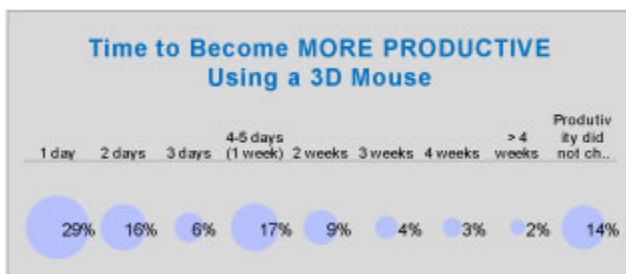 Time to Become MORE PRODUCTIVE
Using a 3D Mouse
1 day
2 days
3 days
4-5 days
(1 week)
2 weeks
3 weeks
4 weeks
> 4
weeks
Produtiv
ity did
not ch..
29%
16%
6%
17%
9%
4%
3%
2%
14%